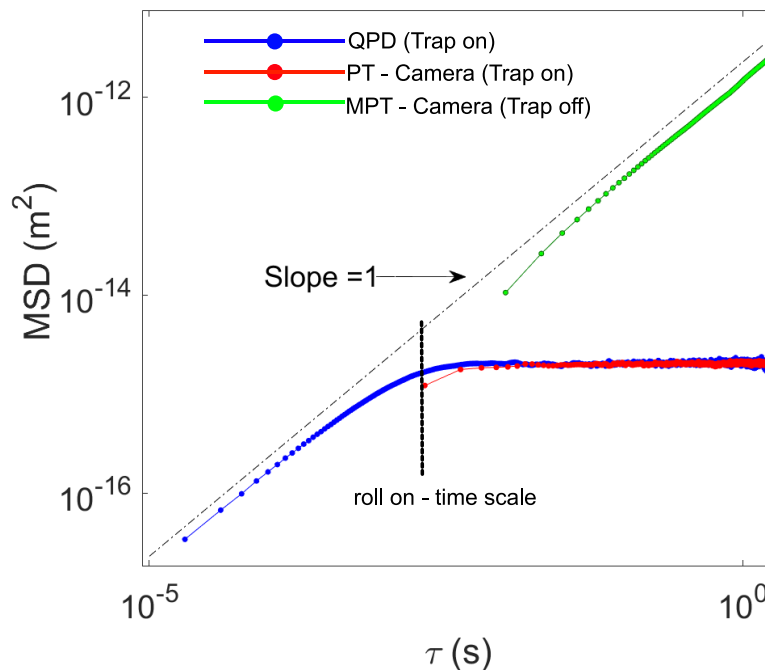 QPD (Trap on)
PT - Camera (Trap on)
MPT - Camera (Trap off)
10⁻¹²
MSD (m²)
Slope =1
10⁻¹⁴
10⁻¹⁶
roll on - time scale
10⁻⁵
10⁰
τ (s)